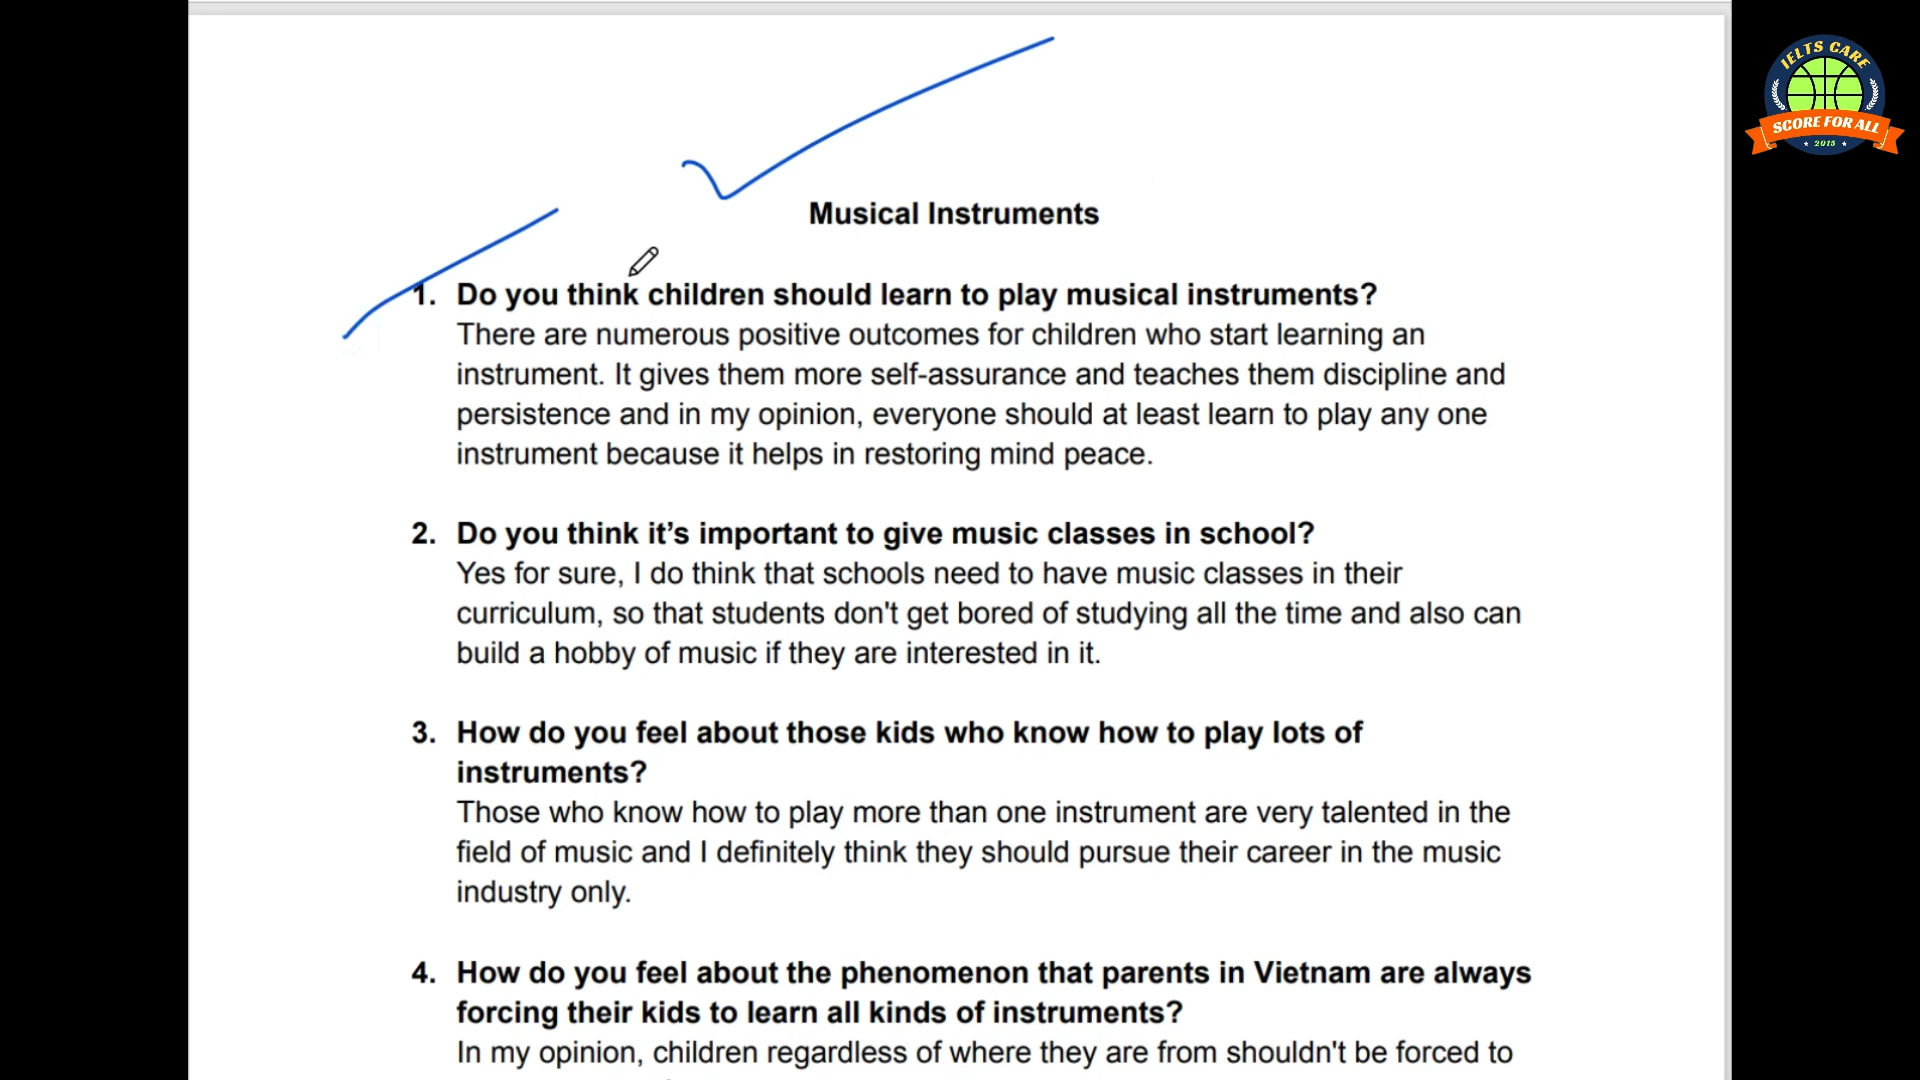 IELTS CARE
SCORE FOR ALL
2015
Musical Instruments
1. Do you think children should learn to play musical instruments?
There are numerous positive outcomes for children who start learning an
instrument. It gives them more self-assurance and teaches them discipline and
persistence and in my opinion, everyone should at least learn to play any one
instrument because it helps in restoring mind peace.
2. Do you think it’s important to give music classes in school?
Yes for sure, I do think that schools need to have music classes in their
curriculum, so that students don't get bored of studying all the time and also can
build a hobby of music if they are interested in it.
3. How do you feel about those kids who know how to play lots of
instruments?
Those who know how to play more than one instrument are very talented in the
field of music and I definitely think they should pursue their career in the music
industry only.
4. How do you feel about the phenomenon that parents in Vietnam are always
forcing their kids to learn all kinds of instruments?
In my opinion, children regardless of where they are from shouldn't be forced to